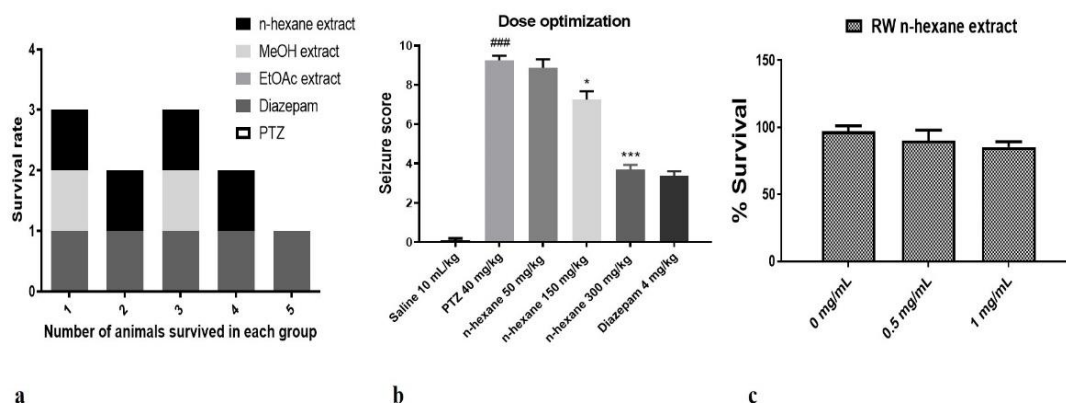 n-hexane extract
MeOH extract
EtOAc extract
Diazepam
PTZ
Survival rate
4
3
2
1
0
1
2
3
4
5
Number of animals survived in each group
a
Dose optimization
Seizure score
10
8
6
4
2
0
###
*
***
Saline 10 mL/kg
PTZ 40 mg/kg
n-hexane 50 mg/kg
n-hexane 150 mg/kg
n-hexane 300 mg/kg
Diazepam 4 mg/kg
b
RW n-hexane extract
% Survival
150
100
50
0
0 mg/mL
0.5 mg/mL
1 mg/mL
c